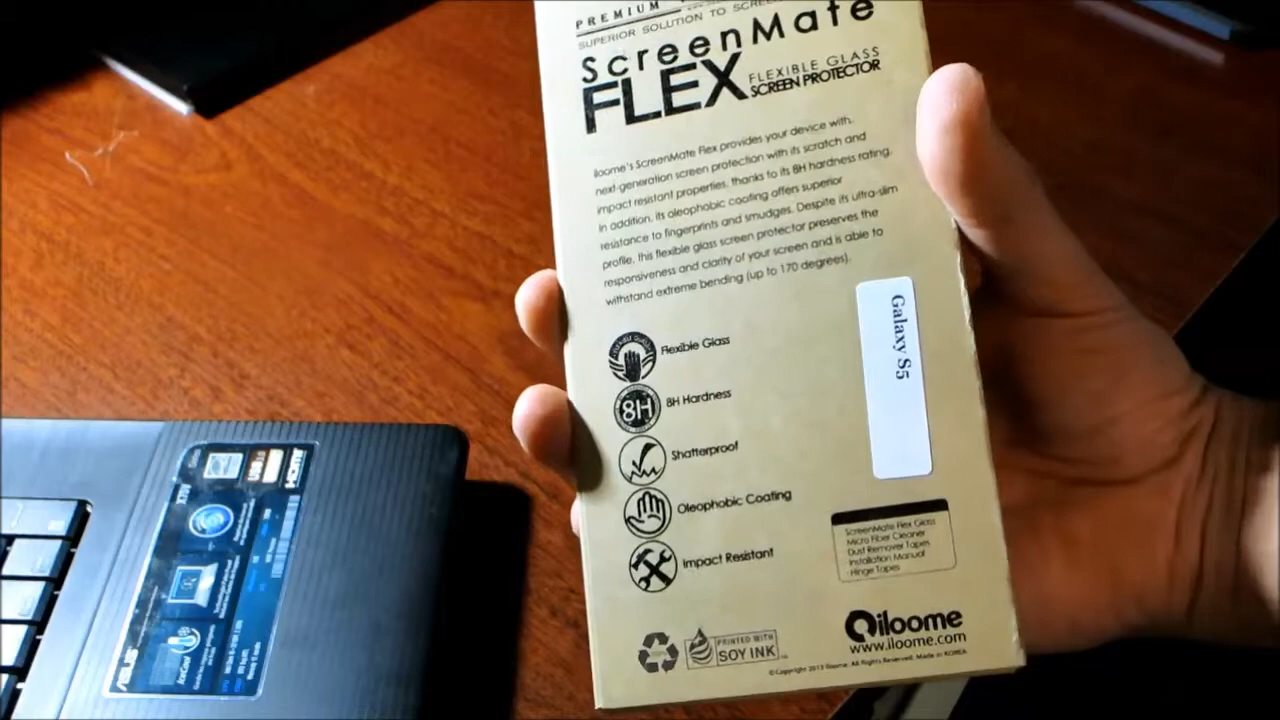 PREMIUM
SUPERIOR SOLUTION TO SCREEN
ScreenMate
FLEX
FLEXIBLE GLASS
SCREEN PROTECTOR
iloome's ScreenMate Flex provides your device with
next-generation screen protection with its scratch and
impact resistant properties, thanks to its 8H hardness rating.
In addition, its oleophobic coating offers superior
resistance to fingerprints and smudges. Despite its ultra-slim
profile, this flexible glass screen protector preserves the
responsiveness and clarity of your screen and is able to
withstand extreme bending (up to 170 degrees).
Galaxy S5
Flexible Glass
8H
8H Hardness
Shatterproof
Oleophobic Coating
Impact Resistant
ScreenMate Flex Glass
Micro Fiber Cleaner
Dust Remover Tapes
Installation Manual
Hinge Tapes
iloome
www.iloome.com
PRINTED WITH
SOY INK
©Copyright 2013 iloome. All Rights Reserved. Made in KOREA
HDMI
ASUS